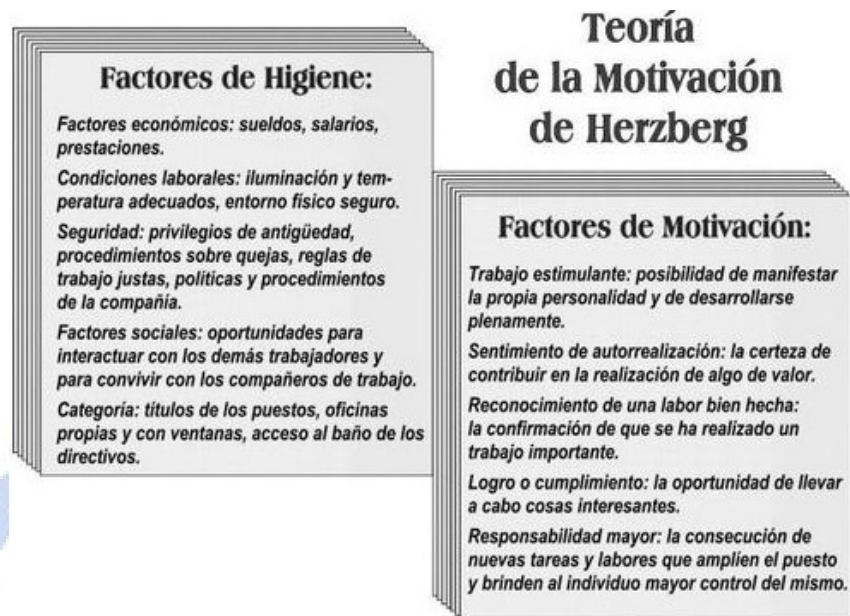 Teoría
de la Motivación
de Herzberg
Factores de Higiene:
Factores económicos: sueldos, salarios,
prestaciones.
Condiciones laborales: iluminación y tem-
peratura adecuados, entorno físico seguro.
Seguridad: privilegios de antigüedad,
procedimientos sobre quejas, reglas de
trabajo justas, políticas y procedimientos
de la compañía.
Factores sociales: oportunidades para
interactuar con los demás trabajadores y
para convivir con los compañeros de trabajo.
Categoría: títulos de los puestos, oficinas
propias y con ventanas, acceso al baño de los
directivos.
Factores de Motivación:
Trabajo estimulante: posibilidad de manifestar
la propia personalidad y de desarrollarse
plenamente.
Sentimiento de autorrealización: la certeza de
contribuir en la realización de algo de valor.
Reconocimiento de una labor bien hecha:
la confirmación de que se ha realizado un
trabajo importante.
Logro o cumplimiento: la oportunidad de llevar
a cabo cosas interesantes.
Responsabilidad mayor: la consecución de
nuevas tareas y labores que amplíen el puesto
y brinden al individuo mayor control del mismo.